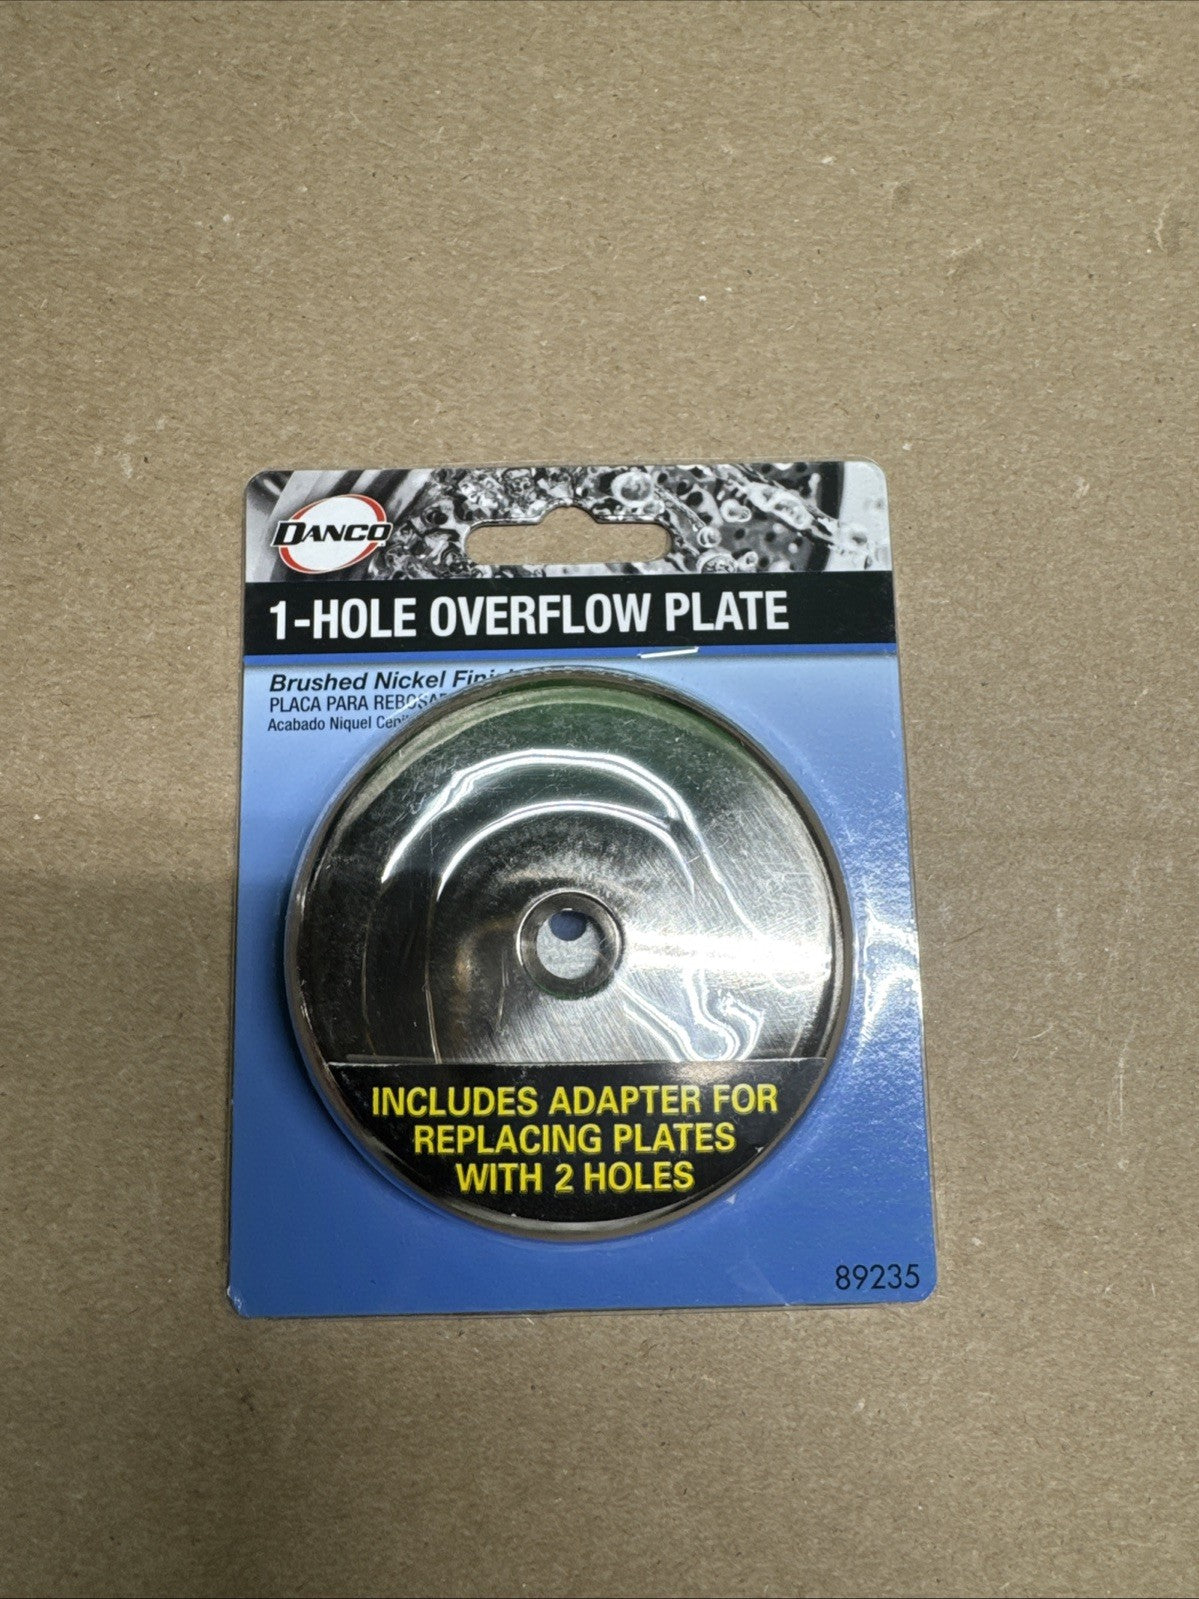 DANCO
1-HOLE OVERFLOW PLATE
Brushed Nickel
PLACA PARA
Acabado Niquel
INCLUDES ADAPTER FOR
REPLACING PLATES
WITH 2 HOLES
89235